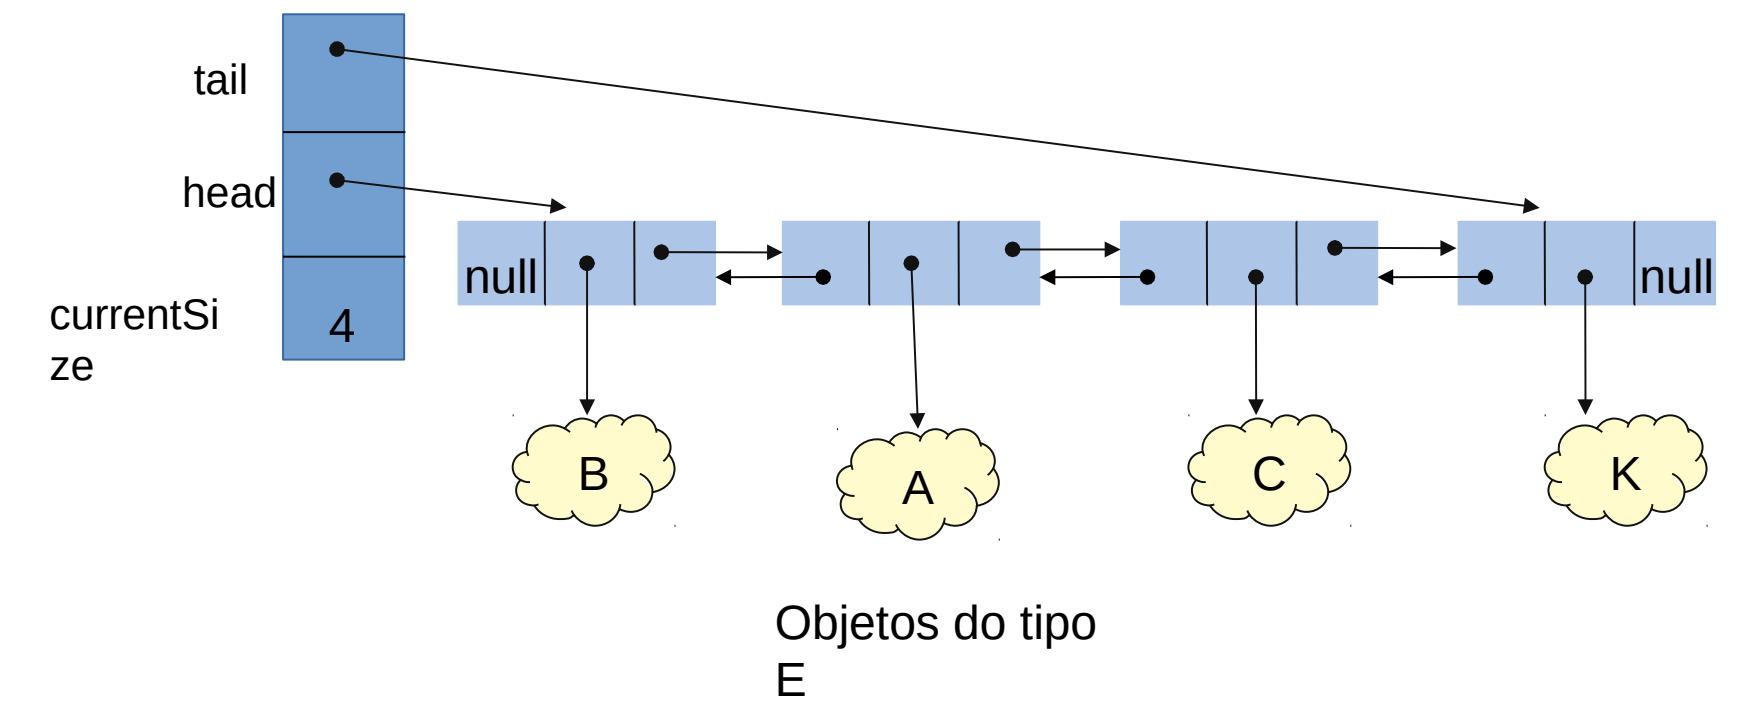 tail
head
null
null
currentSi
ze
4
B
A
C
K
Objetos do tipo
E